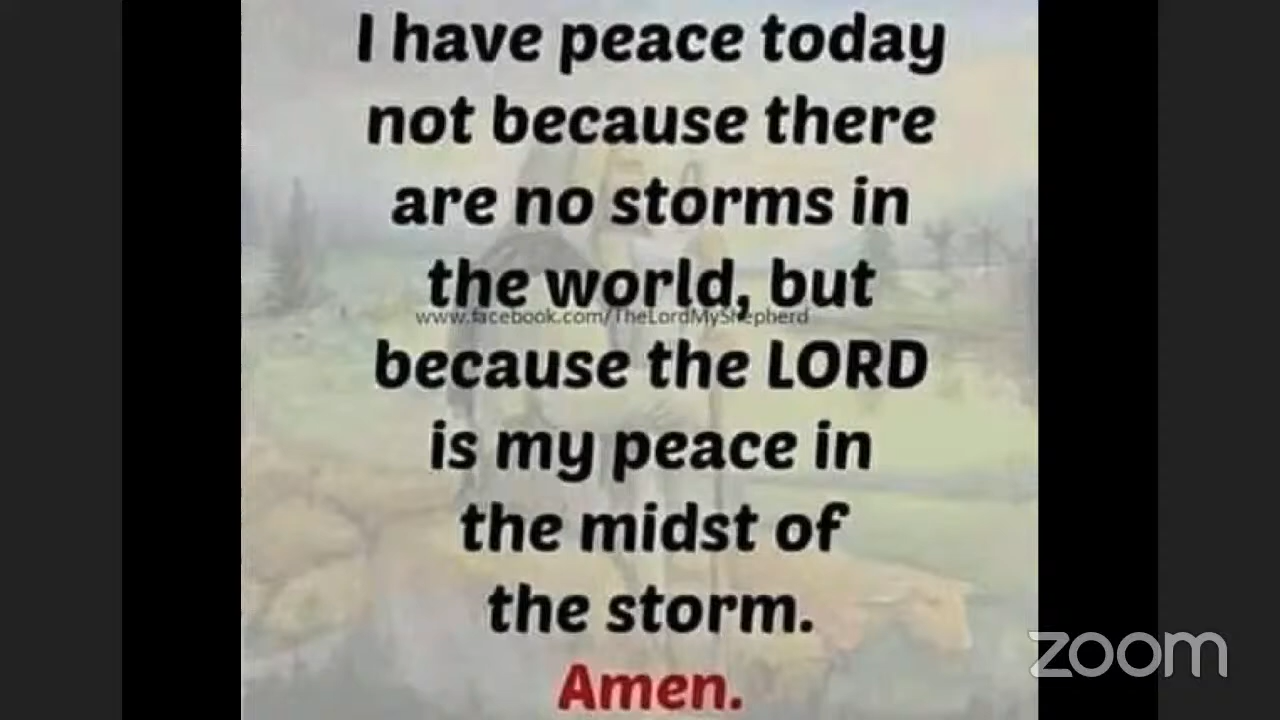 I have peace today
not because there
are no storms in
the world, but
www.facebook.com/TheLordMyShepherd
because the LORD
is my peace in
the midst of
the storm.
Amen.
zoom